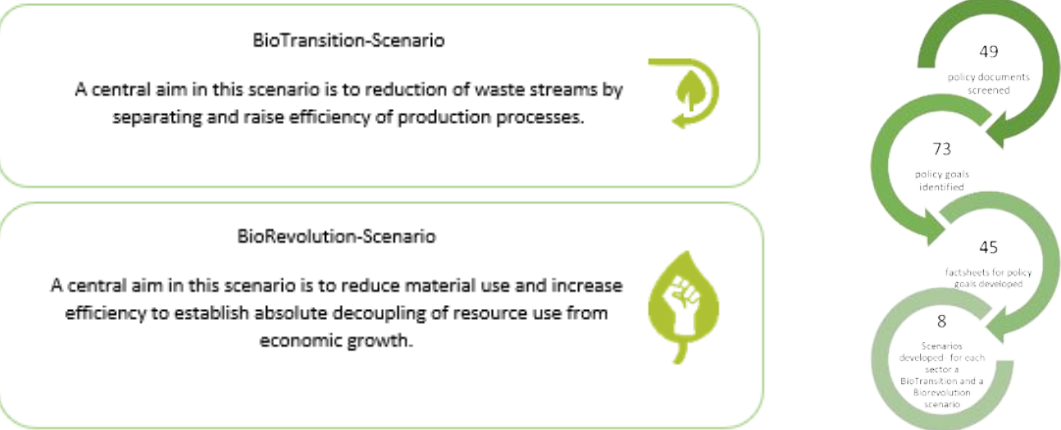 BioTransition-Scenario
A central aim in this scenario is to reduction of waste streams by
separating and raise efficiency of production processes.
BioRevolution-Scenario
A central aim in this scenario is to reduce material use and increase
efficiency to establish absolute decoupling of resource use from
economic growth.
49
policy documents
screened
73
policy goals
identified
45
factsheets for policy
goals developed
8
Scenarios
developed for each
sector a
BioTransition and a
Biorevolution
scenario